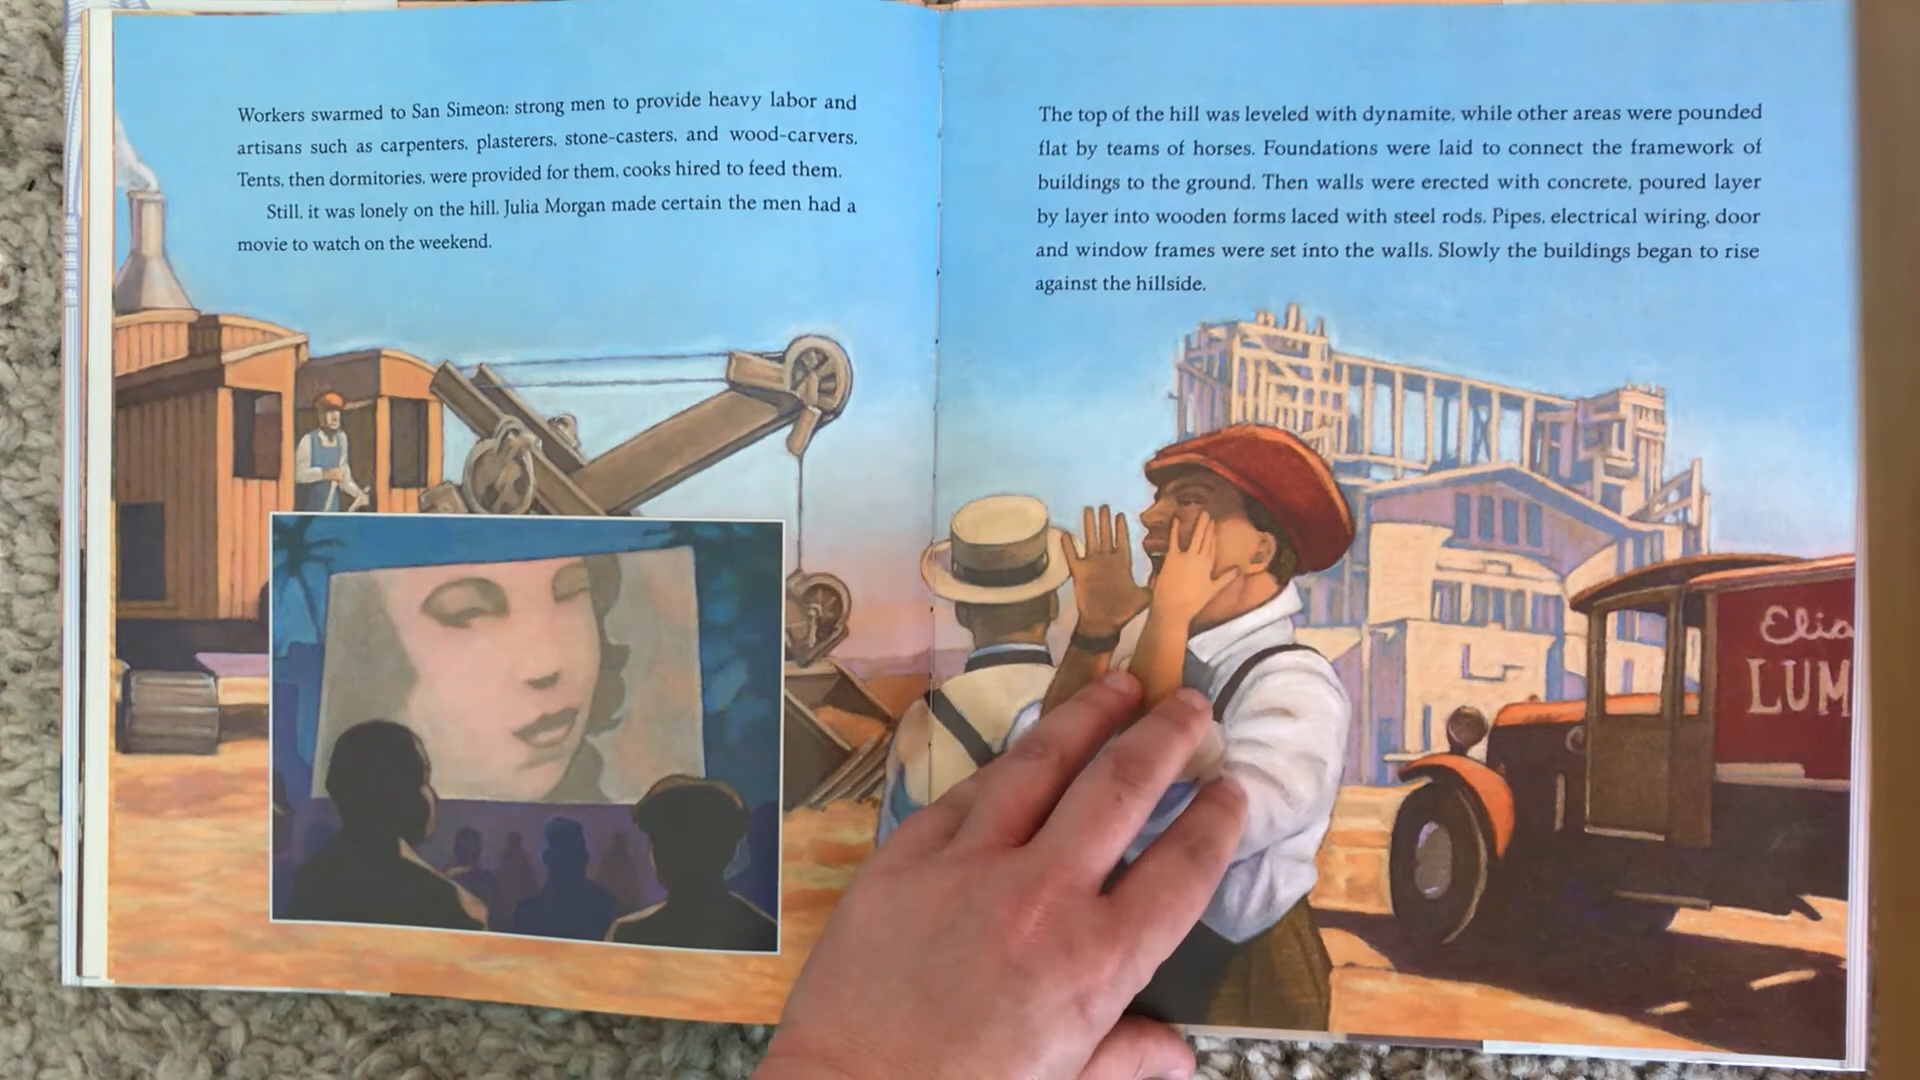 Workers swarmed to San Simeon: strong men to provide heavy labor and
artisans such as carpenters, plasterers, stone-casters, and wood-carvers.
Tents, then dormitories, were provided for them, cooks hired to feed them.
Still, it was lonely on the hill. Julia Morgan made certain the men had a
movie to watch on the weekend.
The top of the hill was leveled with dynamite, while other areas were pounded
flat by teams of horses. Foundations were laid to connect the framework of
buildings to the ground. Then walls were erected with concrete, poured layer
by layer into wooden forms laced with steel rods. Pipes, electrical wiring, door
and window frames were set into the walls. Slowly the buildings began to rise
against the hillside.
Elia
LUM